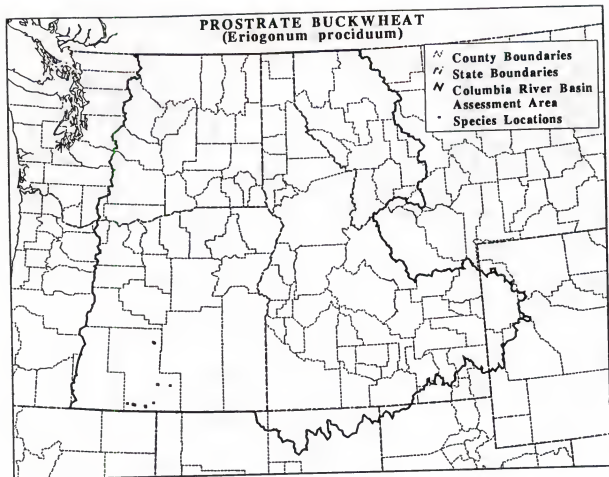 PROSTRATE BUCKWHEAT
(Eriogonum prociduum)
County Boundaries
State Boundaries
Columbia River Basin
Assessment Area
Species Locations